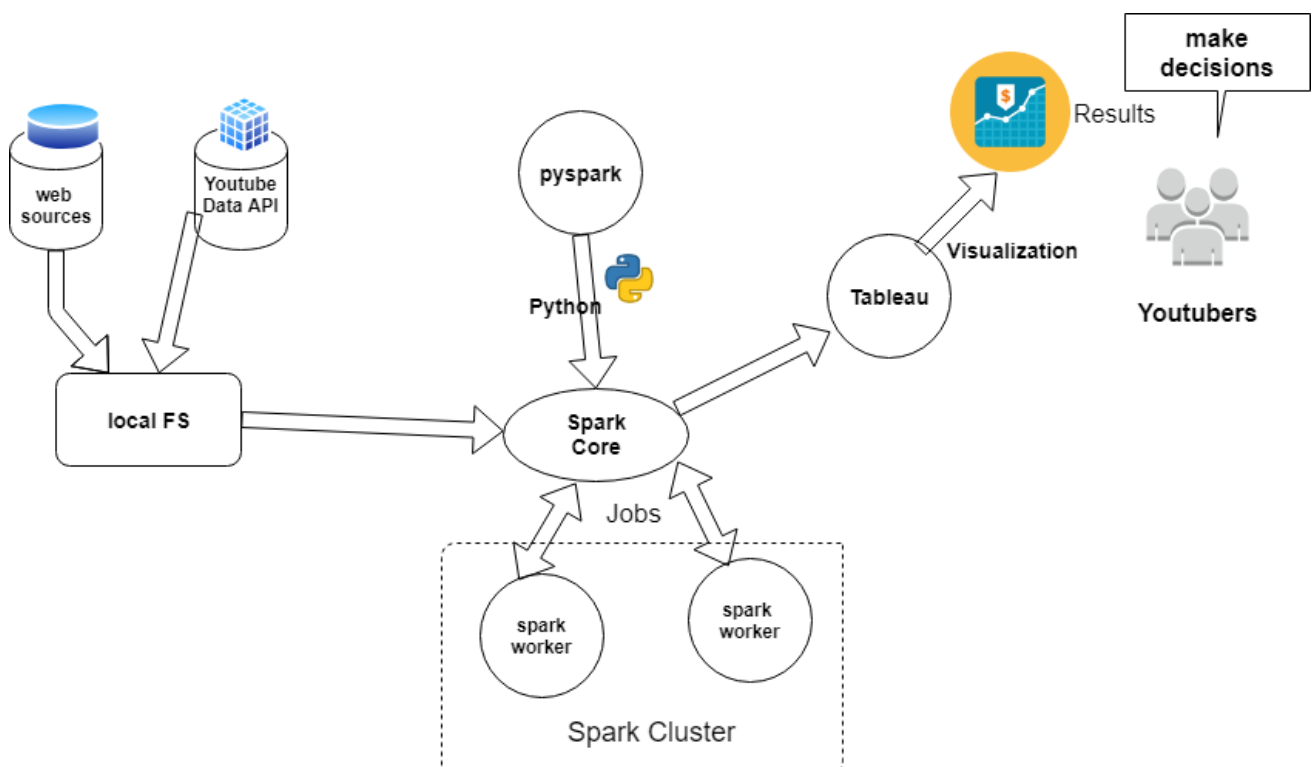 make
decisions
Results
web
sources
Youtube
Data API
pyspark
Python
Visualization
Tableau
Youtubers
local FS
Spark
Core
Jobs
spark
worker
spark
worker
Spark Cluster
$